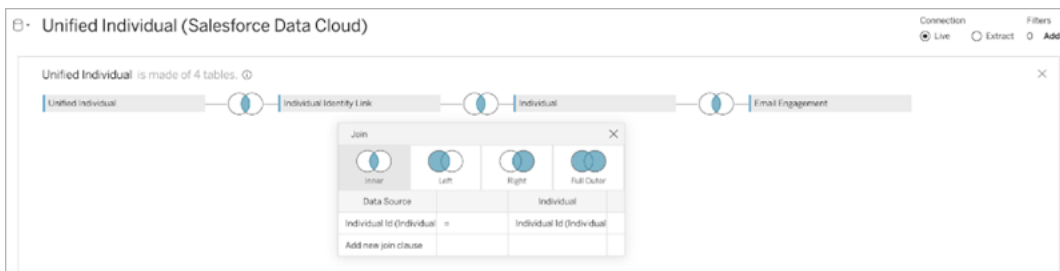 Unified Individual (Salesforce Data Cloud)
Connection
Live
Extract
Filters
0 Add
Unified Individual is made of 4 tables.
Unified Individual
Individual Identity Link
Individual
Email Engagement
Join
Inner
Left
Right
Full Outer
Data Source
Individual
Individual Id (Individual = Individual Id (Individual
Add new join clause